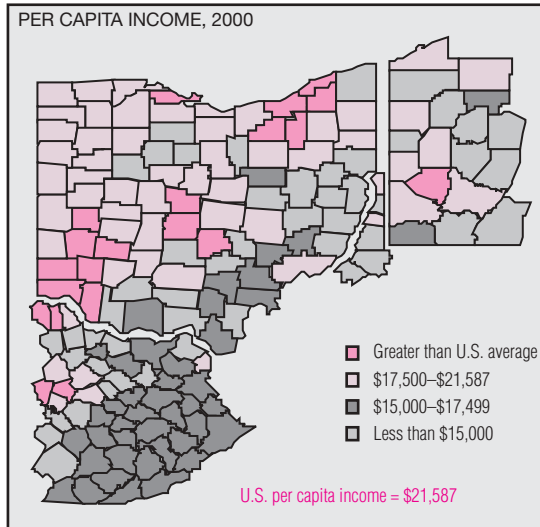 PER CAPITA INCOME, 2000
Greater than U.S. average
$17,500–$21,587
$15,000–$17,499
Less than $15,000
U.S. per capita income = $21,587